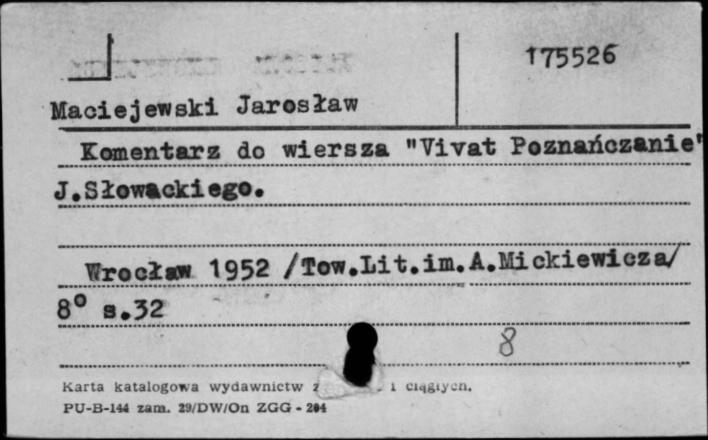 175526
Maciejewski Jarosław
Komentarz do wiersza "Vivat Poznańczanie"
J.Słowackiego.
Wrocław 1952 /Tow.Lit.im.A.Mickiewicza/
8° s.32
8
Karta katalogowa wydawnictw i ciągłych.
PU-B-144 zam. 29/DW/On ZGG - 204